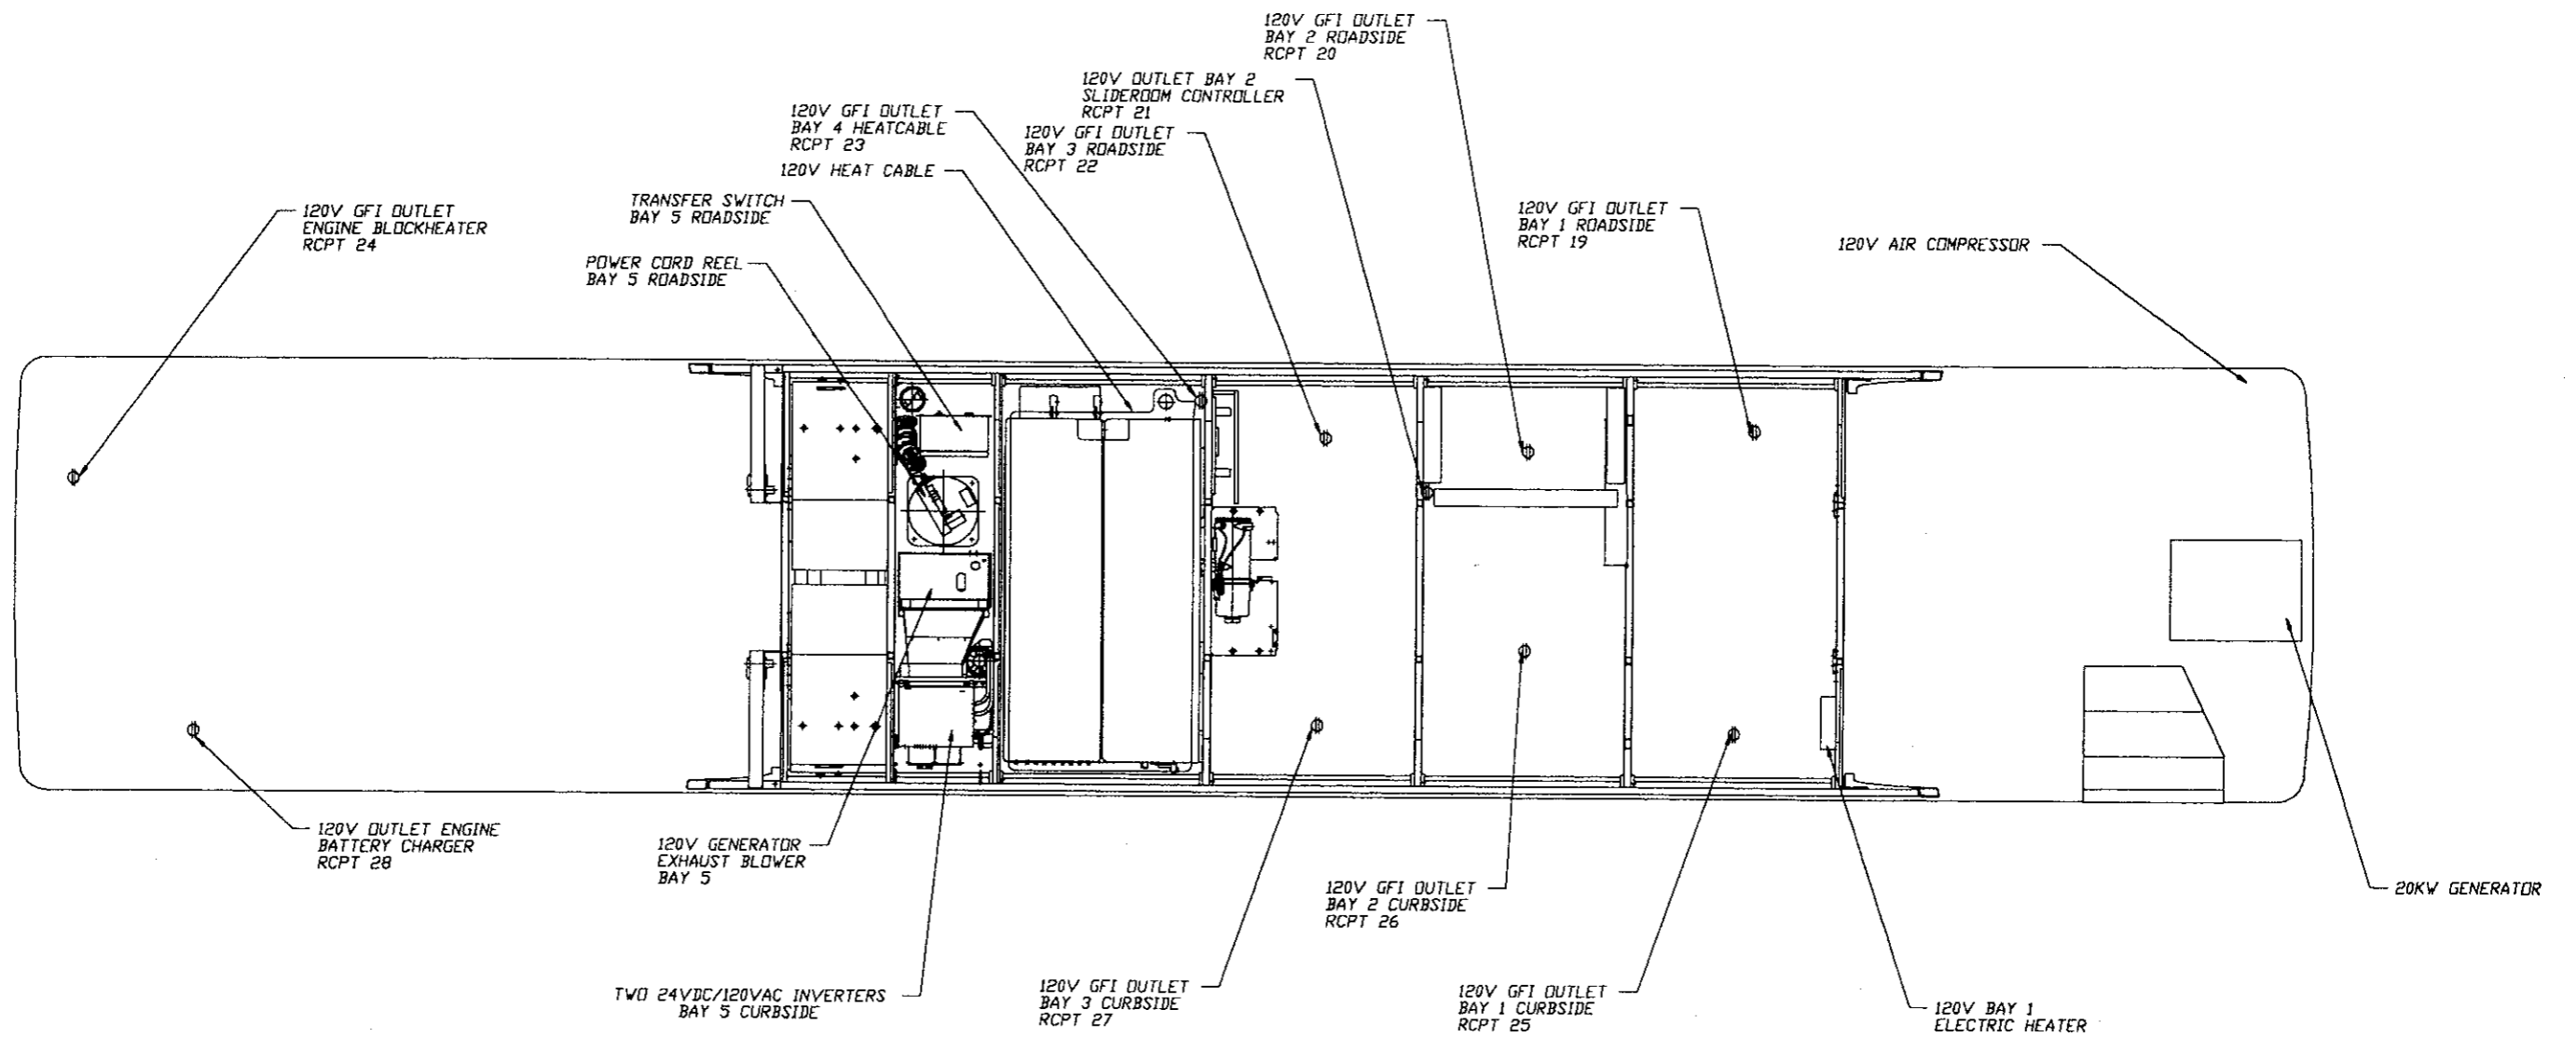 120V GFI OUTLET
BAY 2 ROADSIDE
RCPT 20
120V OUTLET BAY 2
SLIDEROOM CONTROLLER
RCPT 21
120V GFI OUTLET
BAY 4 HEATCABLE
RCPT 23
120V GFI OUTLET
BAY 3 ROADSIDE
RCPT 22
120V HEAT CABLE
TRANSFER SWITCH
BAY 5 ROADSIDE
120V GFI OUTLET
ENGINE BLOCKHEATER
RCPT 24
120V GFI OUTLET
BAY 1 ROADSIDE
RCPT 19
120V AIR COMPRESSOR
POWER CORD REEL
BAY 5 ROADSIDE
120V OUTLET ENGINE
BATTERY CHARGER
RCPT 28
120V GENERATOR
EXHAUST BLOWER
BAY 5
120V GFI OUTLET
BAY 2 CURBSIDE
RCPT 26
20KW GENERATOR
TWO 24VDC/120VAC INVERTERS
BAY 5 CURBSIDE
120V GFI OUTLET
BAY 3 CURBSIDE
RCPT 27
120V GFI OUTLET
BAY 1 CURBSIDE
RCPT 25
120V BAY 1
ELECTRIC HEATER